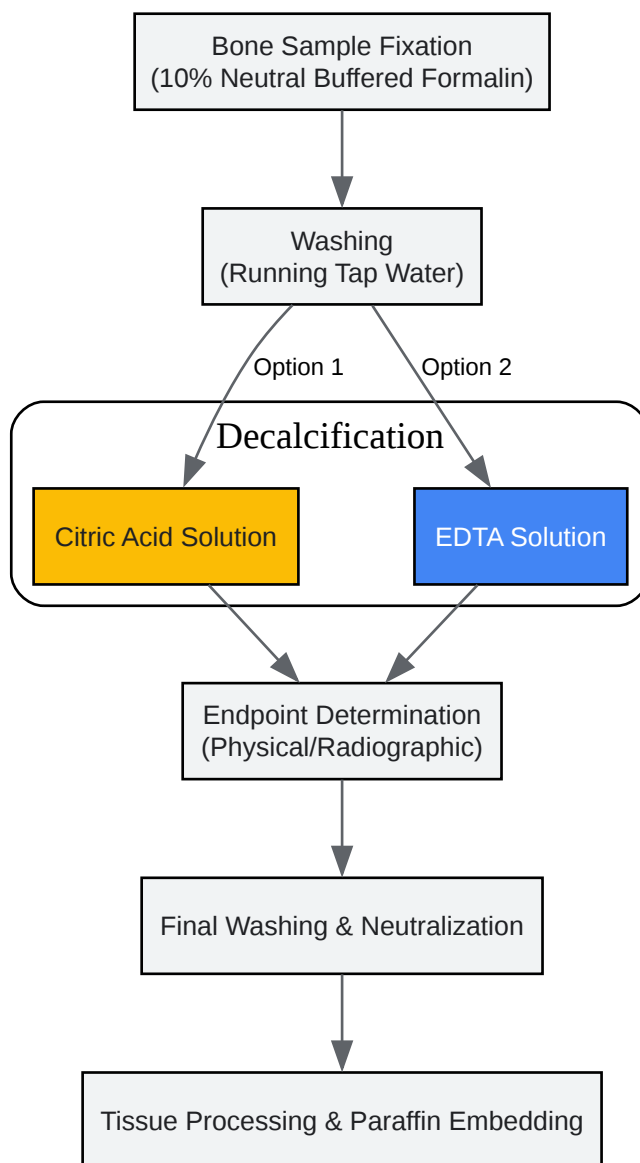 Bone Sample Fixation
(10% Neutral Buffered Formalin)
Washing
(Running Tap Water)
Option 1
Option 2
Decalcification
Citric Acid Solution
EDTA Solution
Endpoint Determination
(Physical/Radiographic)
Final Washing & Neutralization
Tissue Processing & Paraffin Embedding